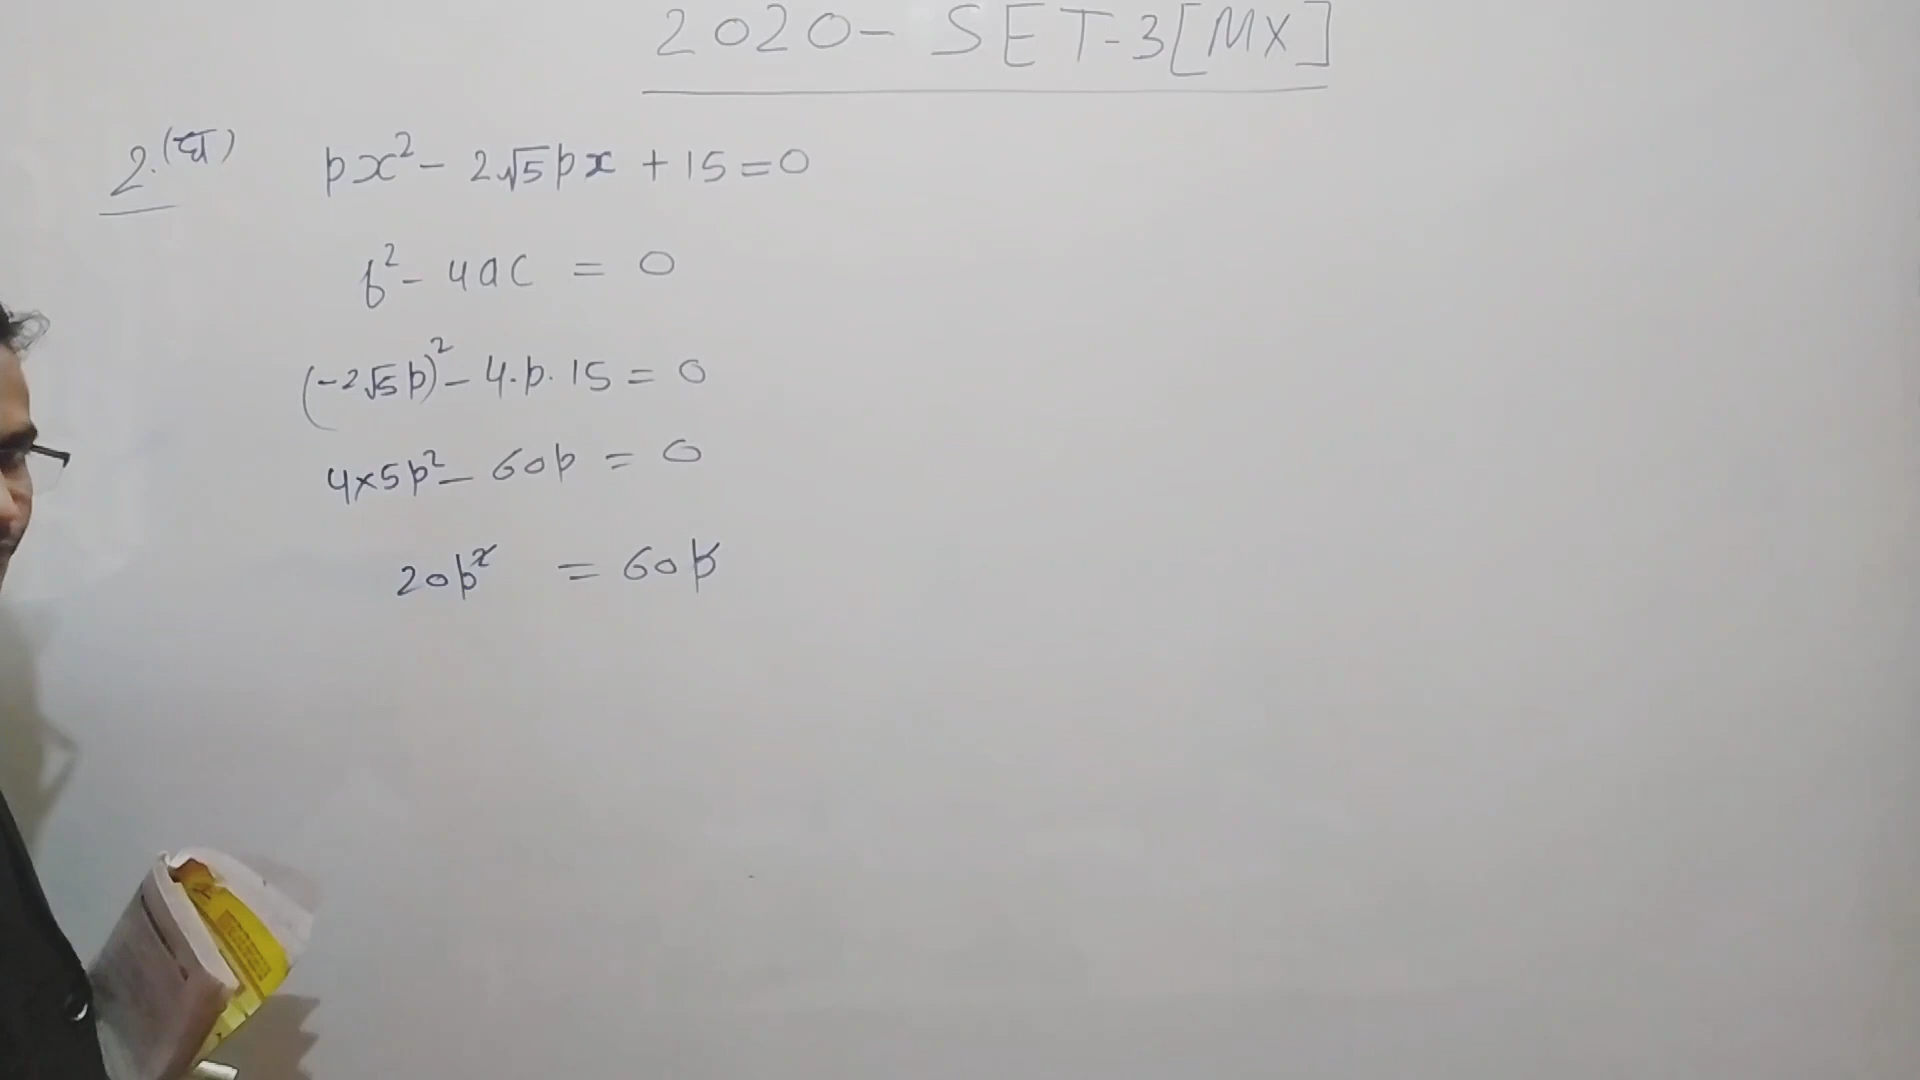 2020- SET-3[MX]
2.(घ) px² - 2√5px + 15 = 0
b² - 4ac = 0
(-2√5p)² - 4.p.15 = 0
4×5p² - 60p = 0
20p² = 60p